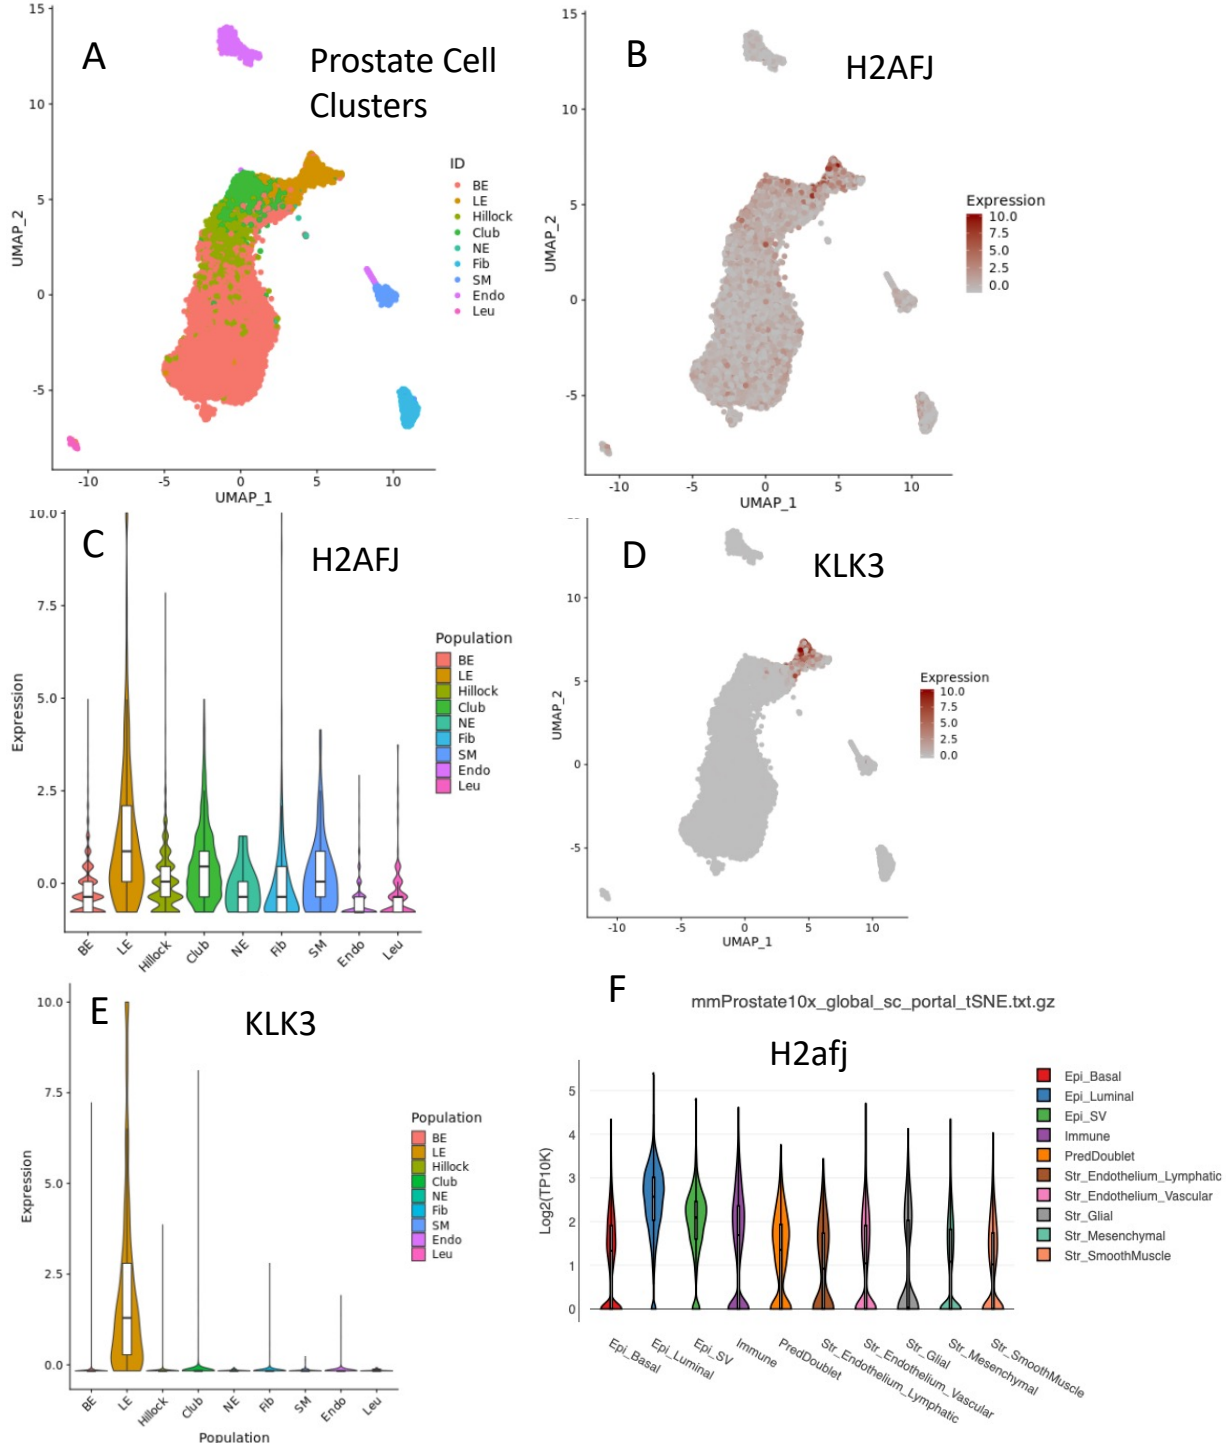 A
Prostate Cell
Clusters
15
10
5
0
-5
UMAP_2
-10
-5
0
5
10
UMAP_1
ID
BE
LE
Hillock
Club
NE
Fib
SM
Endo
Leu
B
H2AFJ
15
10
5
0
-5
UMAP_2
-10
-5
0
5
10
UMAP_1
Expression
10.0
7.5
5.0
2.5
0.0
C
H2AFJ
10.0
7.5
5.0
2.5
0.0
Expression
BE
LE
Hillock
Club
NE
Fib
SM
Endo
Leu
Population
BE
LE
Hillock
Club
NE
Fib
SM
Endo
Leu
D
KLK3
10
5
0
-5
UMAP_2
-10
-5
0
5
10
UMAP_1
Expression
10.0
7.5
5.0
2.5
0.0
E
KLK3
10.0
7.5
5.0
2.5
0.0
Expression
BE
LE
Hillock
Club
NE
Fib
SM
Endo
Leu
Population
Population
BE
LE
Hillock
Club
NE
Fib
SM
Endo
Leu
F
mmProstate10x_global_sc_portal_tSNE.txt.gz
H2afj
5
4
3
2
1
0
Log2(TP10K)
Epi_Basal
Epi_Luminal
Epi_SV
Immune
PredDoublet
Str_Endothelium_Lymphatic
Str_Endothelium_Vascular
Str_Glial
Str_Mesenchymal
Str_SmoothMuscle
Epi_Basal
Epi_Luminal
Epi_SV
Immune
PredDoublet
Str_Endothelium_Lymphatic
Str_Endothelium_Vascular
Str_Glial
Str_Mesenchymal
Str_SmoothMuscle